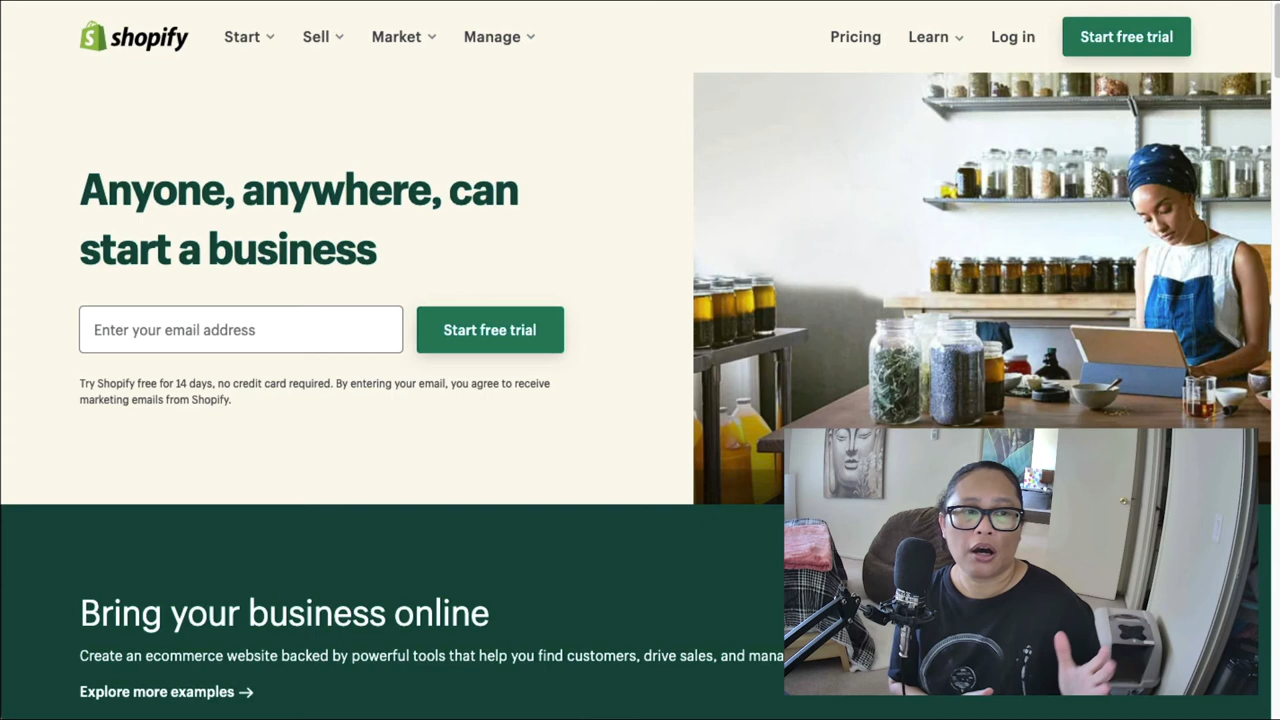 shopify Start Sell Market Manage Pricing Learn Log in Start free trial
Anyone, anywhere, can
start a business
Enter your email address Start free trial
Try Shopify free for 14 days, no credit card required. By entering your email, you agree to receive
marketing emails from Shopify.
Bring your business online
Create an ecommerce website backed by powerful tools that help you find customers, drive sales, and mana
Explore more examples →